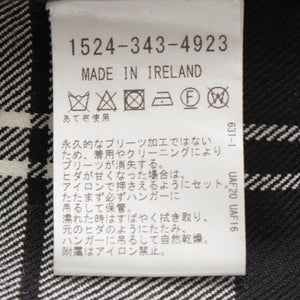 1524-343-4923
MADE IN IRELAND
あて布使用
永久的なプリーツ加工ではない
ため、着用やクリーニングにより
プリーツが消失する。
ヒダが甘くなった場合は、
アイロンで押さえるようにセット。
たたまず必ずハンガーに
吊るして保管。
濡れた時はすばやく拭き取り、
元のヒダのようにたたみ、
ハンガーに吊るして自然乾燥。
附属はアイロン禁止。
631-1
UAF20 UAF16